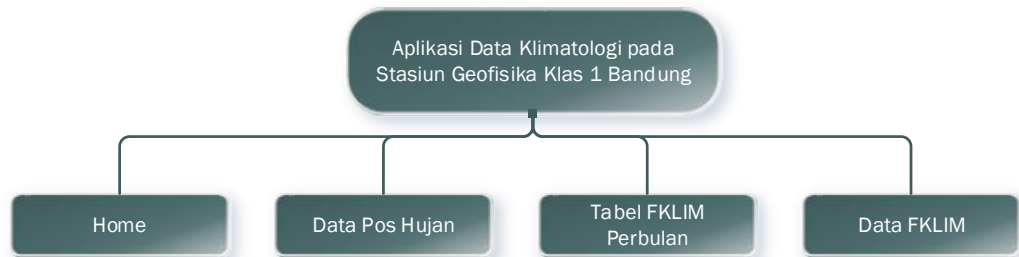 Aplikasi Data Klimatologi pada
Stasiun Geofisika Klas 1 Bandung
Home
Data Pos Hujan
Tabel FKLIM
Perbulan
Data FKLIM